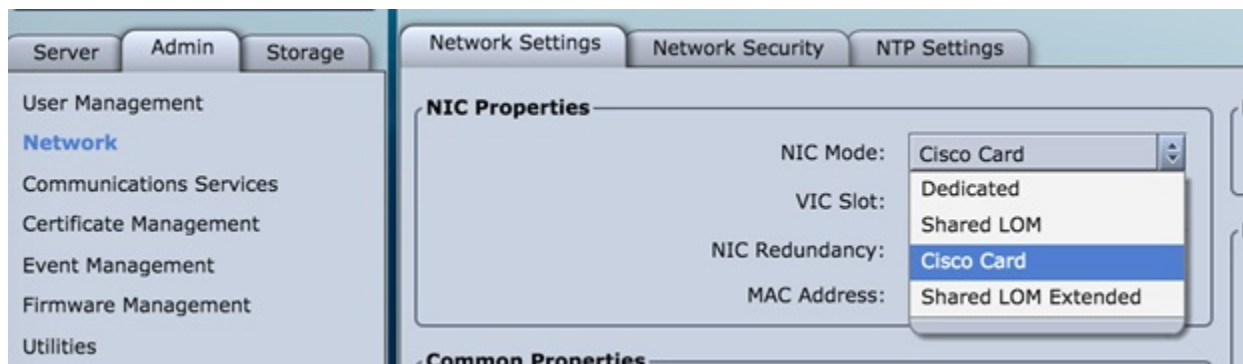 Server
Admin
Storage
User Management
Network
Communications Services
Certificate Management
Event Management
Firmware Management
Utilities
Network Settings
Network Security
NTP Settings
NIC Properties
NIC Mode:
Cisco Card
VIC Slot:
NIC Redundancy:
MAC Address:
Dedicated
Shared LOM
Cisco Card
Shared LOM Extended
Common Properties